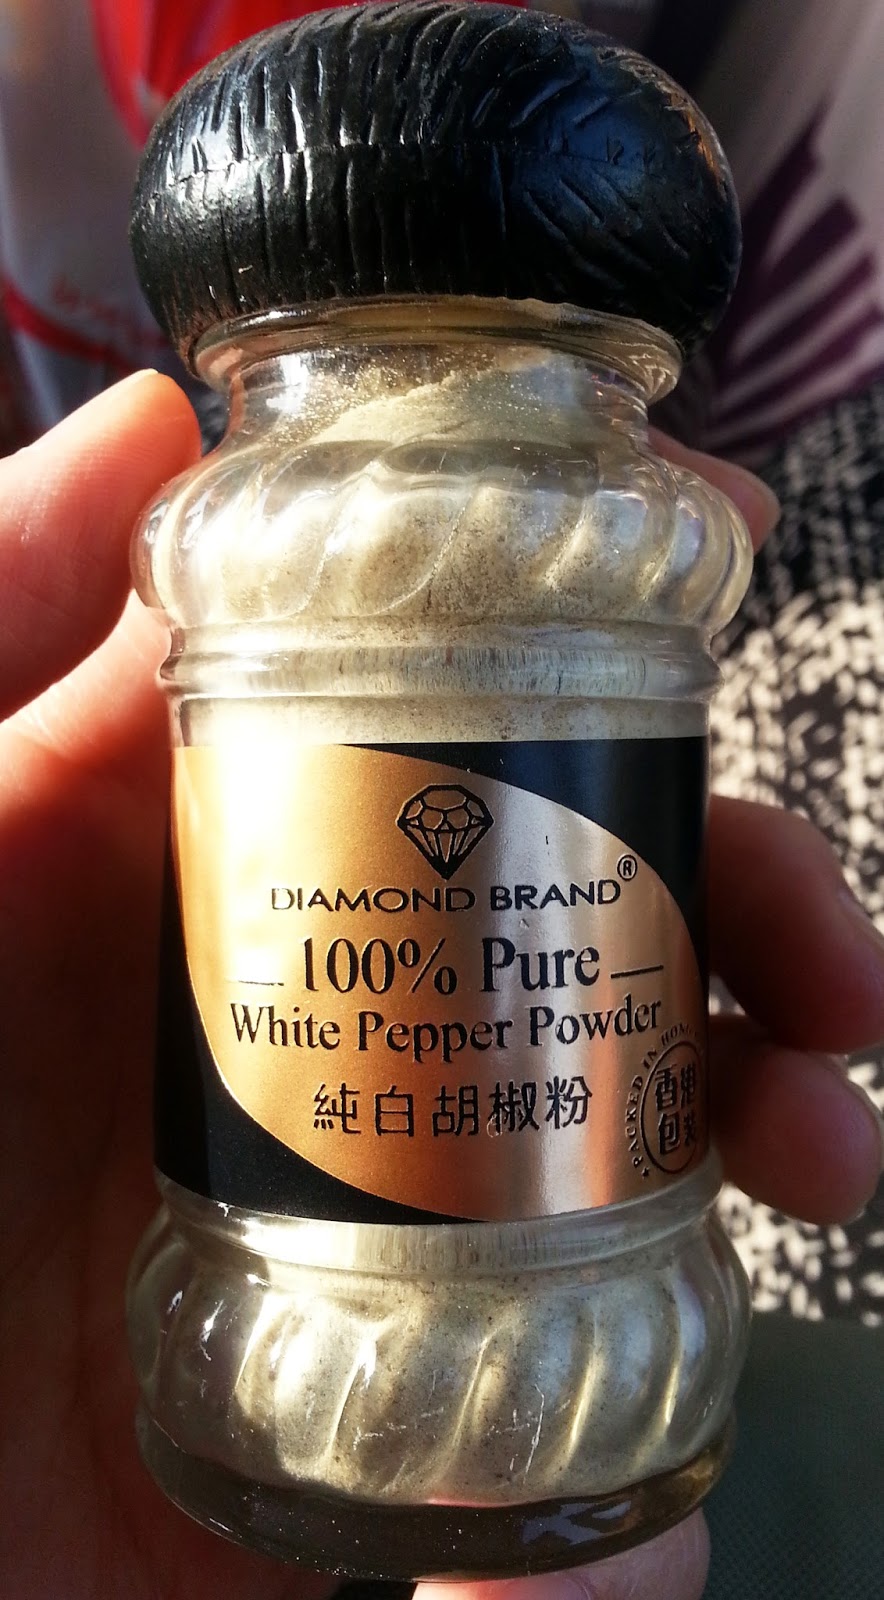 DIAMOND BRAND®
100% Pure
White Pepper Powder
純白胡椒粉
PACKED IN HONG
香港
包裝